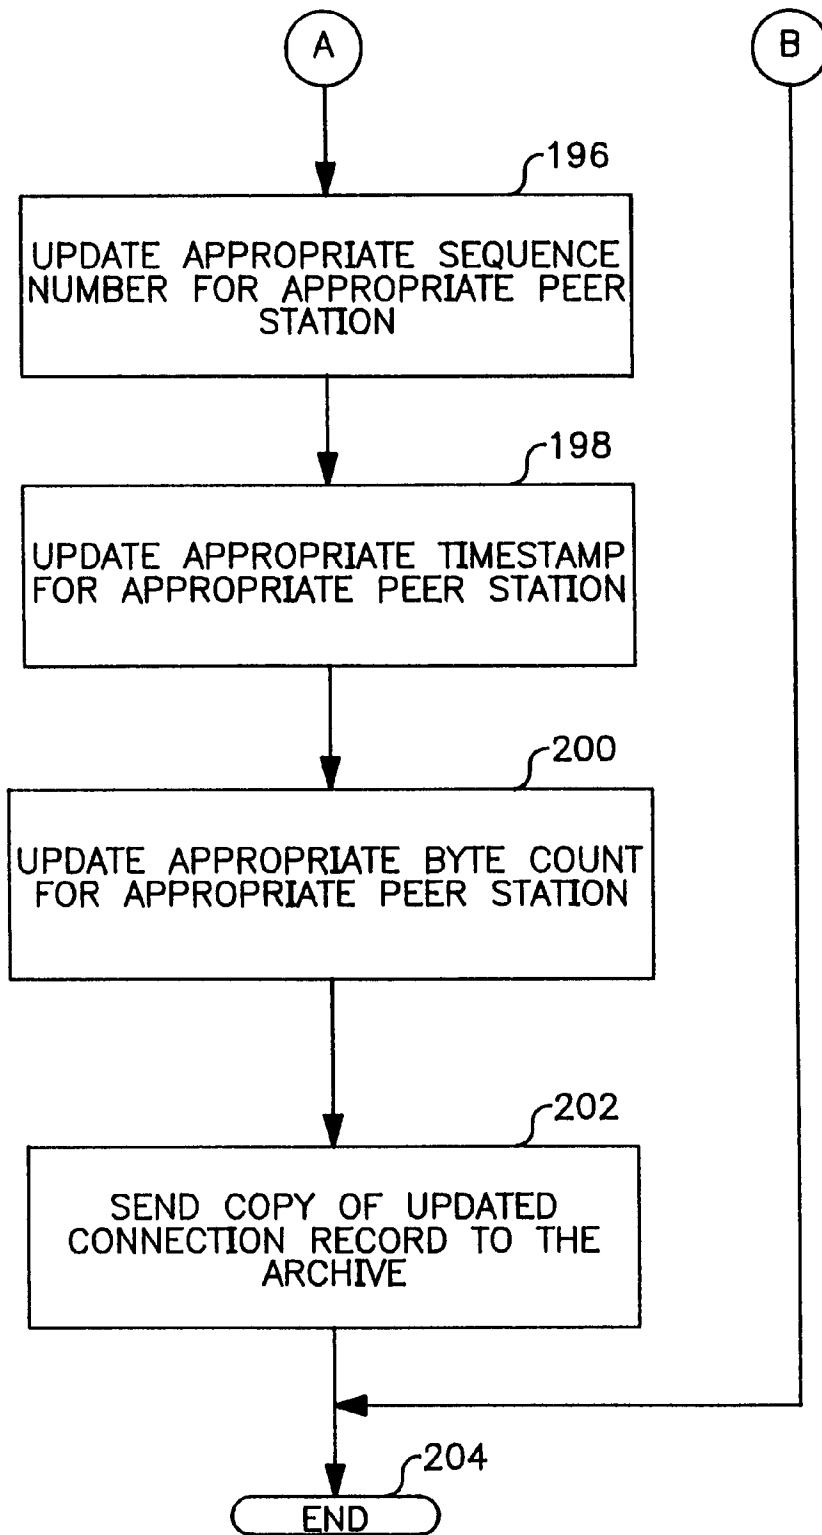 A
B
196
UPDATE APPROPRIATE SEQUENCE
NUMBER FOR APPROPRIATE PEER
STATION
198
UPDATE APPROPRIATE TIMESTAMP
FOR APPROPRIATE PEER STATION
200
UPDATE APPROPRIATE BYTE COUNT
FOR APPROPRIATE PEER STATION
202
SEND COPY OF UPDATED
CONNECTION RECORD TO THE
ARCHIVE
204
END